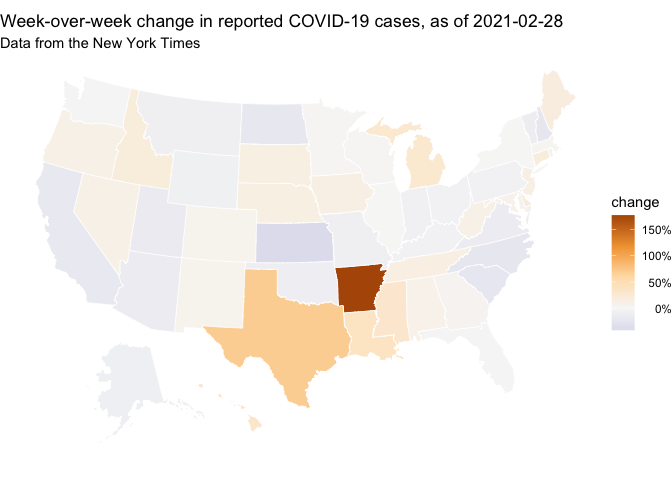 Week-over-week change in reported COVID-19 cases, as of 2021-02-28
Data from the New York Times
change
150%
100%
50%
0%